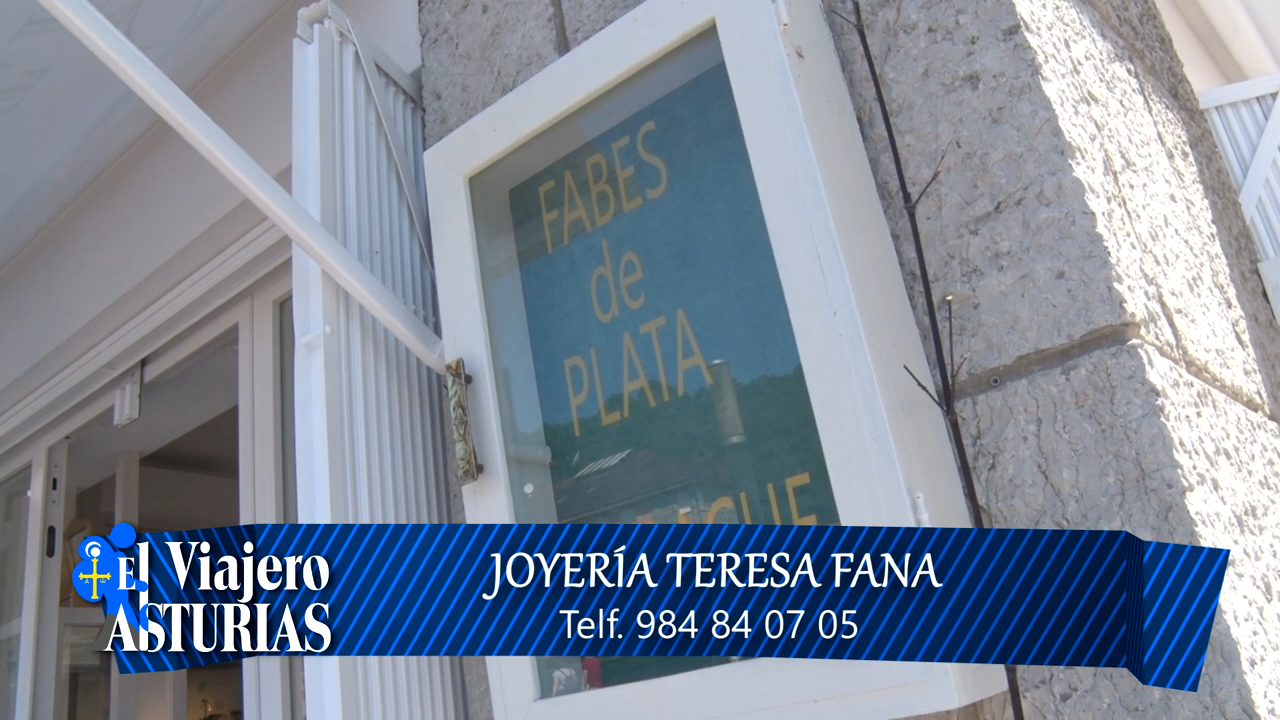 FABES
de
PLATA
El Viajero
ASTURIAS
JOYERÍA TERESA FANA
Telf. 984 84 07 05